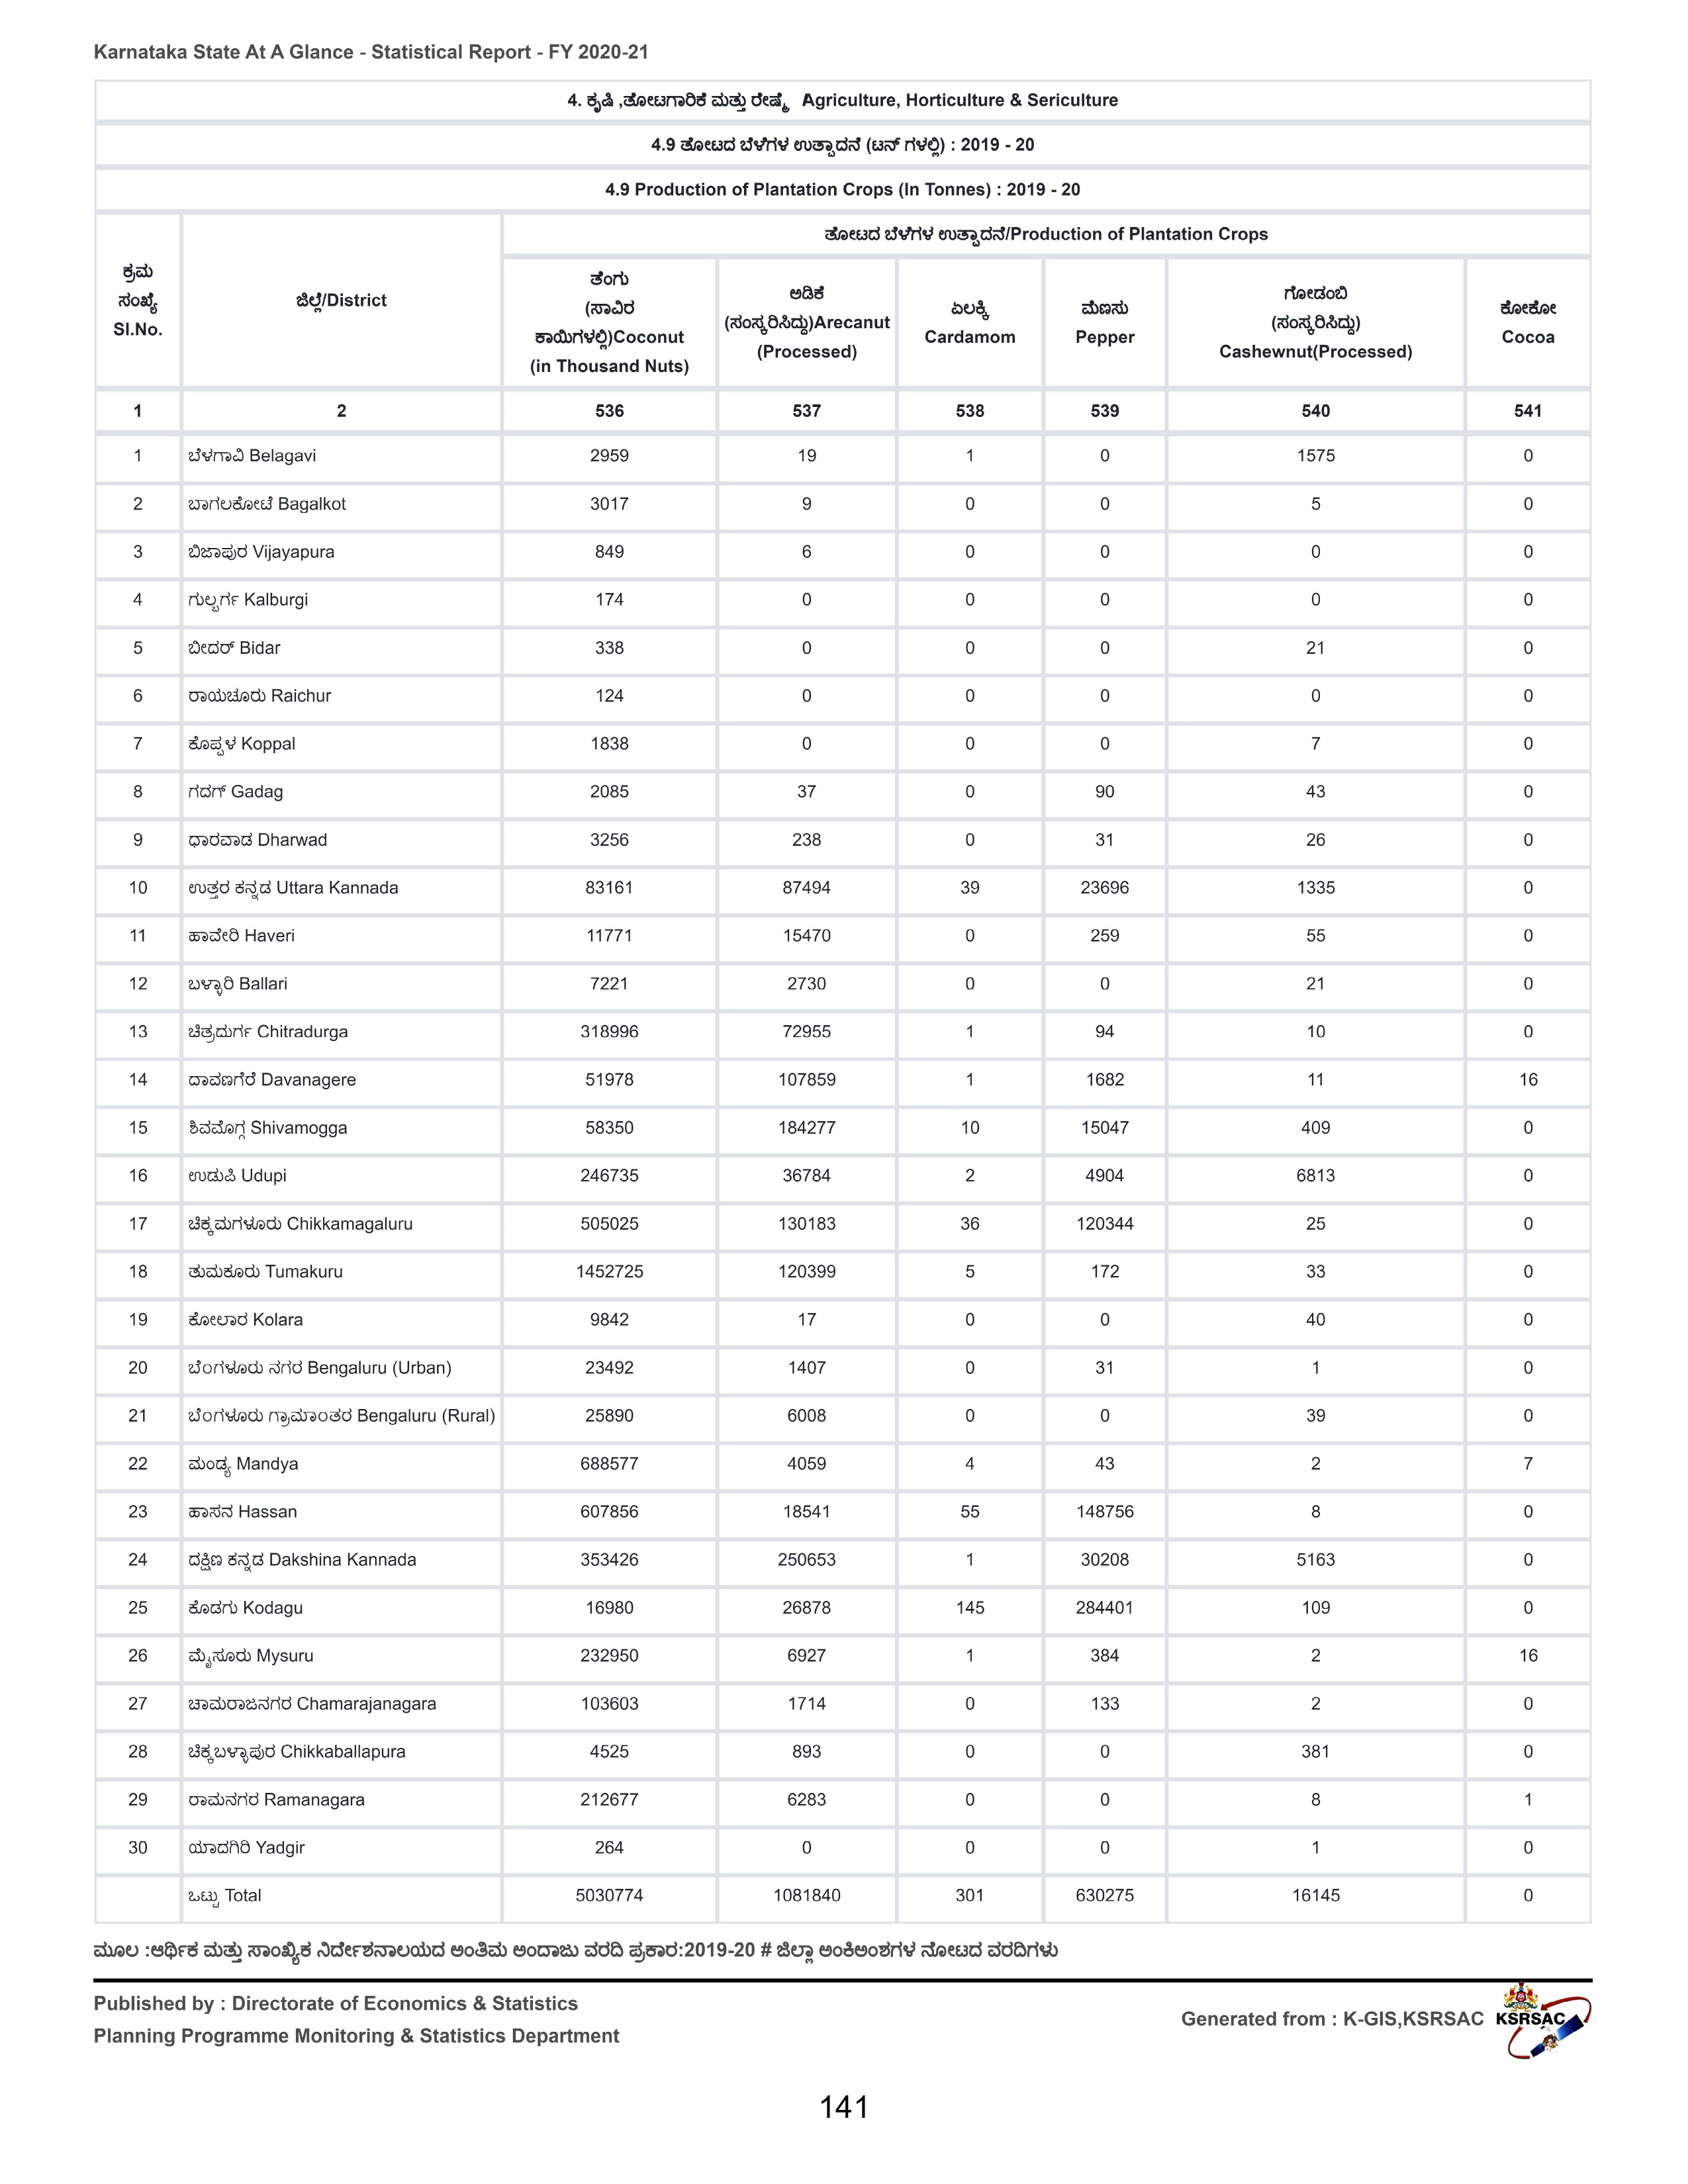 Karnataka State At A Glance - Statistical Report - FY 2020-21
4. ಕೃಷಿ ,ತೋಟಗಾರಿಕೆ ಮತ್ತು ರೇಷ್ಮೆ Agriculture, Horticulture & Sericulture
4.9 ತೋಟದ ಬೆಳೆಗಳ ಉತ್ಪಾದನೆ (ಟನ್ ಗಳಲ್ಲಿ) : 2019 - 20
4.9 Production of Plantation Crops (In Tonnes) : 2019 - 20
ಕ್ರಮ
ಸಂಖ್ಯೆ
Sl.No.
ಜಿಲ್ಲೆ/District
ತೋಟದ ಬೆಳೆಗಳ ಉತ್ಪಾದನೆ/Production of Plantation Crops
ತೆಂಗು
(ಸಾವಿರ
ಕಾಯಿಗಳಲ್ಲಿ)Coconut
(in Thousand Nuts)
ಅಡಿಕೆ
(ಸಂಸ್ಕರಿಸಿದ್ದು)Arecanut
(Processed)
ಏಲಕ್ಕಿ
Cardamom
ಮೆಣಸು
Pepper
ಗೋಡಂಬಿ
(ಸಂಸ್ಕರಿಸಿದ್ದು)
Cashewnut(Processed)
ಕೋಕೋ
Cocoa
1 2 536 537 538 539 540 541
1 ಬೆಳಗಾವಿ Belagavi 2959 19 1 0 1575 0
2 ಬಾಗಲಕೋಟೆ Bagalkot 3017 9 0 0 5 0
3 ಬಿಜಾಪುರ Vijayapura 849 6 0 0 0 0
4 ಗುಲ್ಬರ್ಗ Kalburgi 174 0 0 0 0 0
5 ಬೀದರ್ Bidar 338 0 0 0 21 0
6 ರಾಯಚೂರು Raichur 124 0 0 0 0 0
7 ಕೊಪ್ಪಳ Koppal 1838 0 0 0 7 0
8 ಗದಗ್ Gadag 2085 37 0 90 43 0
9 ಧಾರವಾಡ Dharwad 3256 238 0 31 26 0
10 ಉತ್ತರ ಕನ್ನಡ Uttara Kannada 83161 87494 39 23696 1335 0
11 ಹಾವೇರಿ Haveri 11771 15470 0 259 55 0
12 ಬಳ್ಳಾರಿ Ballari 7221 2730 0 0 21 0
13 ಚಿತ್ರದುರ್ಗ Chitradurga 318996 72955 1 94 10 0
14 ದಾವಣಗೆರೆ Davanagere 51978 107859 1 1682 11 16
15 ಶಿವಮೊಗ್ಗ Shivamogga 58350 184277 10 15047 409 0
16 ಉಡುಪಿ Udupi 246735 36784 2 4904 6813 0
17 ಚಿಕ್ಕಮಗಳೂರು Chikkamagaluru 505025 130183 36 120344 25 0
18 ತುಮಕೂರು Tumakuru 1452725 120399 5 172 33 0
19 ಕೋಲಾರ Kolara 9842 17 0 0 40 0
20 ಬೆಂಗಳೂರು ನಗರ Bengaluru (Urban) 23492 1407 0 31 1 0
21 ಬೆಂಗಳೂರು ಗ್ರಾಮಾಂತರ Bengaluru (Rural) 25890 6008 0 0 39 0
22 ಮಂಡ್ಯ Mandya 688577 4059 4 43 2 7
23 ಹಾಸನ Hassan 607856 18541 55 148756 8 0
24 ದಕ್ಷಿಣ ಕನ್ನಡ Dakshina Kannada 353426 250653 1 30208 5163 0
25 ಕೊಡಗು Kodagu 16980 26878 145 284401 109 0
26 ಮೈಸೂರು Mysuru 232950 6927 1 384 2 16
27 ಚಾಮರಾಜನಗರ Chamarajanagara 103603 1714 0 133 2 0
28 ಚಿಕ್ಕಬಳ್ಳಾಪುರ Chikkaballapura 4525 893 0 0 381 0
29 ರಾಮನಗರ Ramanagara 212677 6283 0 0 8 1
30 ಯಾದಗಿರಿ Yadgir 264 0 0 0 1 0
ಒಟ್ಟು Total 5030774 1081840 301 630275 16145 0
ಮೂಲ :ಆರ್ಥಿಕ ಮತ್ತು ಸಾಂಖ್ಯಿಕ ನಿರ್ದೇಶನಾಲಯದ ಅಂತಿಮ ಅಂದಾಜು ವರದಿ ಪ್ರಕಾರ:2019-20 # ಜಿಲ್ಲಾ ಅಂಕಿಅಂಶಗಳ ನೋಟದ ವರದಿಗಳು
Published by : Directorate of Economics & Statistics
Planning Programme Monitoring & Statistics Department
Generated from : K-GIS,KSRSAC
KSRSAC
141